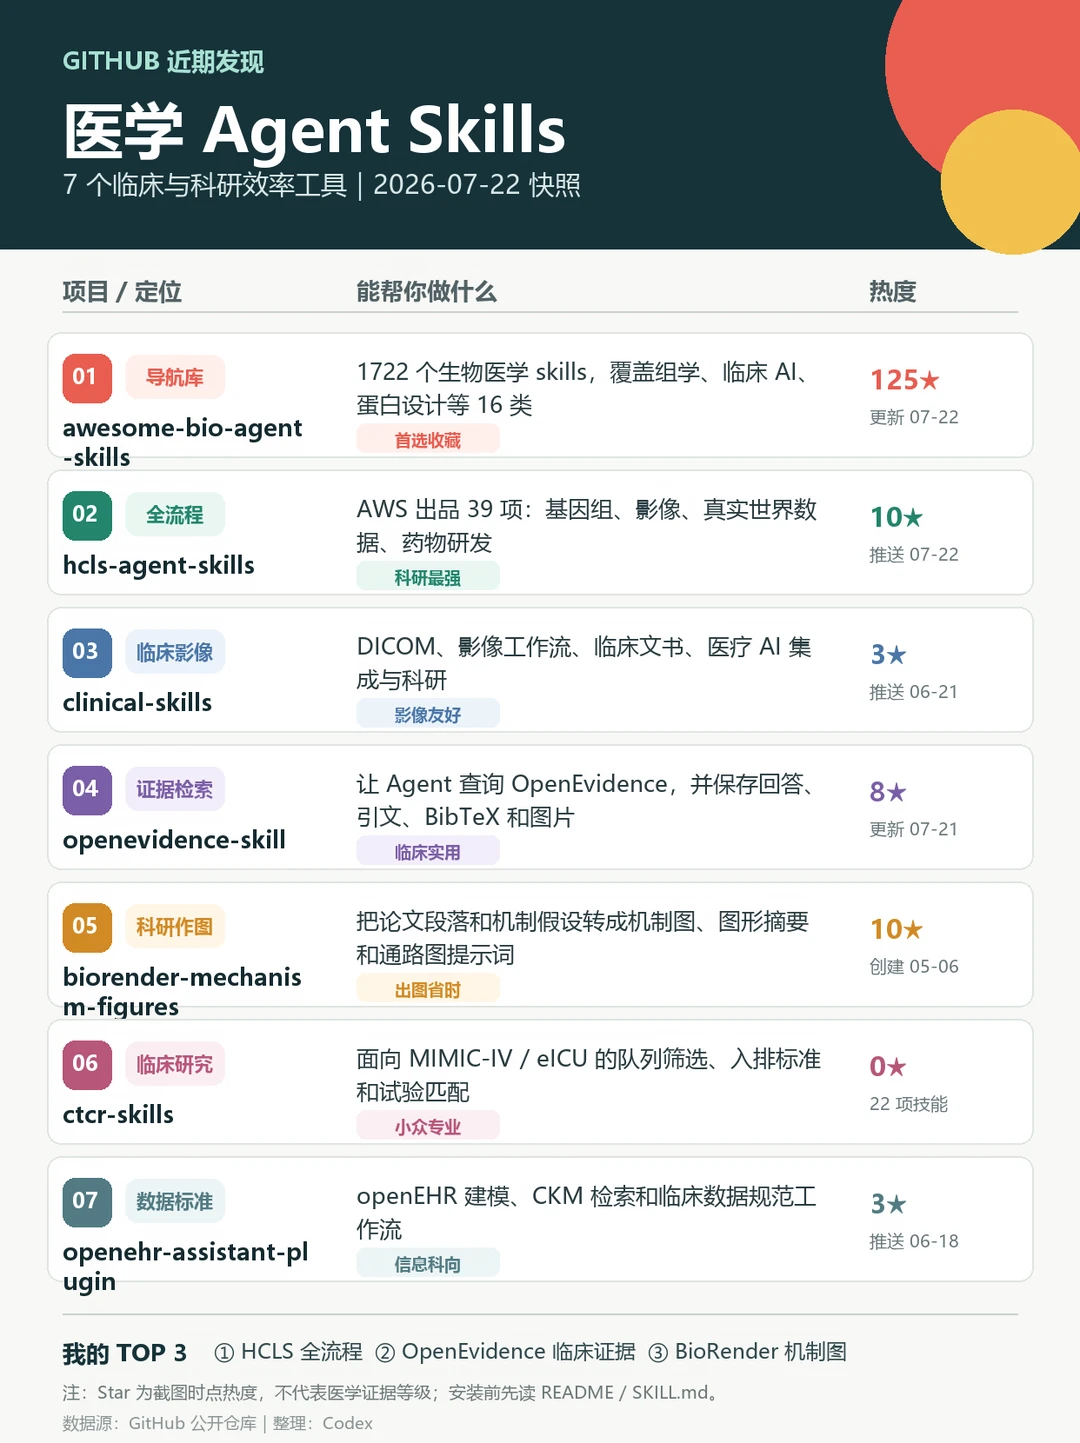 GITHUB 近期发现
医学 Agent Skills
7 个临床与科研效率工具 | 2026-07-22 快照
项目 / 定位
能帮你做什么
热度
01
导航库
awesome-bio-agent
-skills
1722 个生物医学 skills，覆盖组学、临床 AI、
蛋白设计等 16 类
首选收藏
125★
更新 07-22
02
全流程
hcls-agent-skills
AWS 出品 39 项：基因组、影像、真实世界数
据、药物研发
科研最强
10★
推送 07-22
03
临床影像
clinical-skills
DICOM、影像工作流、临床文书、医疗 AI 集
成与科研
影像友好
3★
推送 06-21
04
证据检索
openevidence-skill
让 Agent 查询 OpenEvidence，并保存回答、
引文、BibTeX 和图片
临床实用
8★
更新 07-21
05
科研作图
biorender-mechanis
m-figures
把论文段落和机制假设转成机制图、图形摘要
和通路图提示词
出图省时
10★
创建 05-06
06
临床研究
ctcr-skills
面向 MIMIC-IV / eICU 的队列筛选、入排标准
和试验匹配
小众专业
0★
22 项技能
07
数据标准
openehr-assistant-pl
ugin
openEHR 建模、CKM 检索和临床数据规范工
作流
信息科向
3★
推送 06-18
我的 TOP 3 ① HCLS 全流程 ② OpenEvidence 临床证据 ③ BioRender 机制图
注：Star 为截图时点热度，不代表医学证据等级；安装前先读 README / SKILL.md。
数据源：GitHub 公开仓库 | 整理：Codex